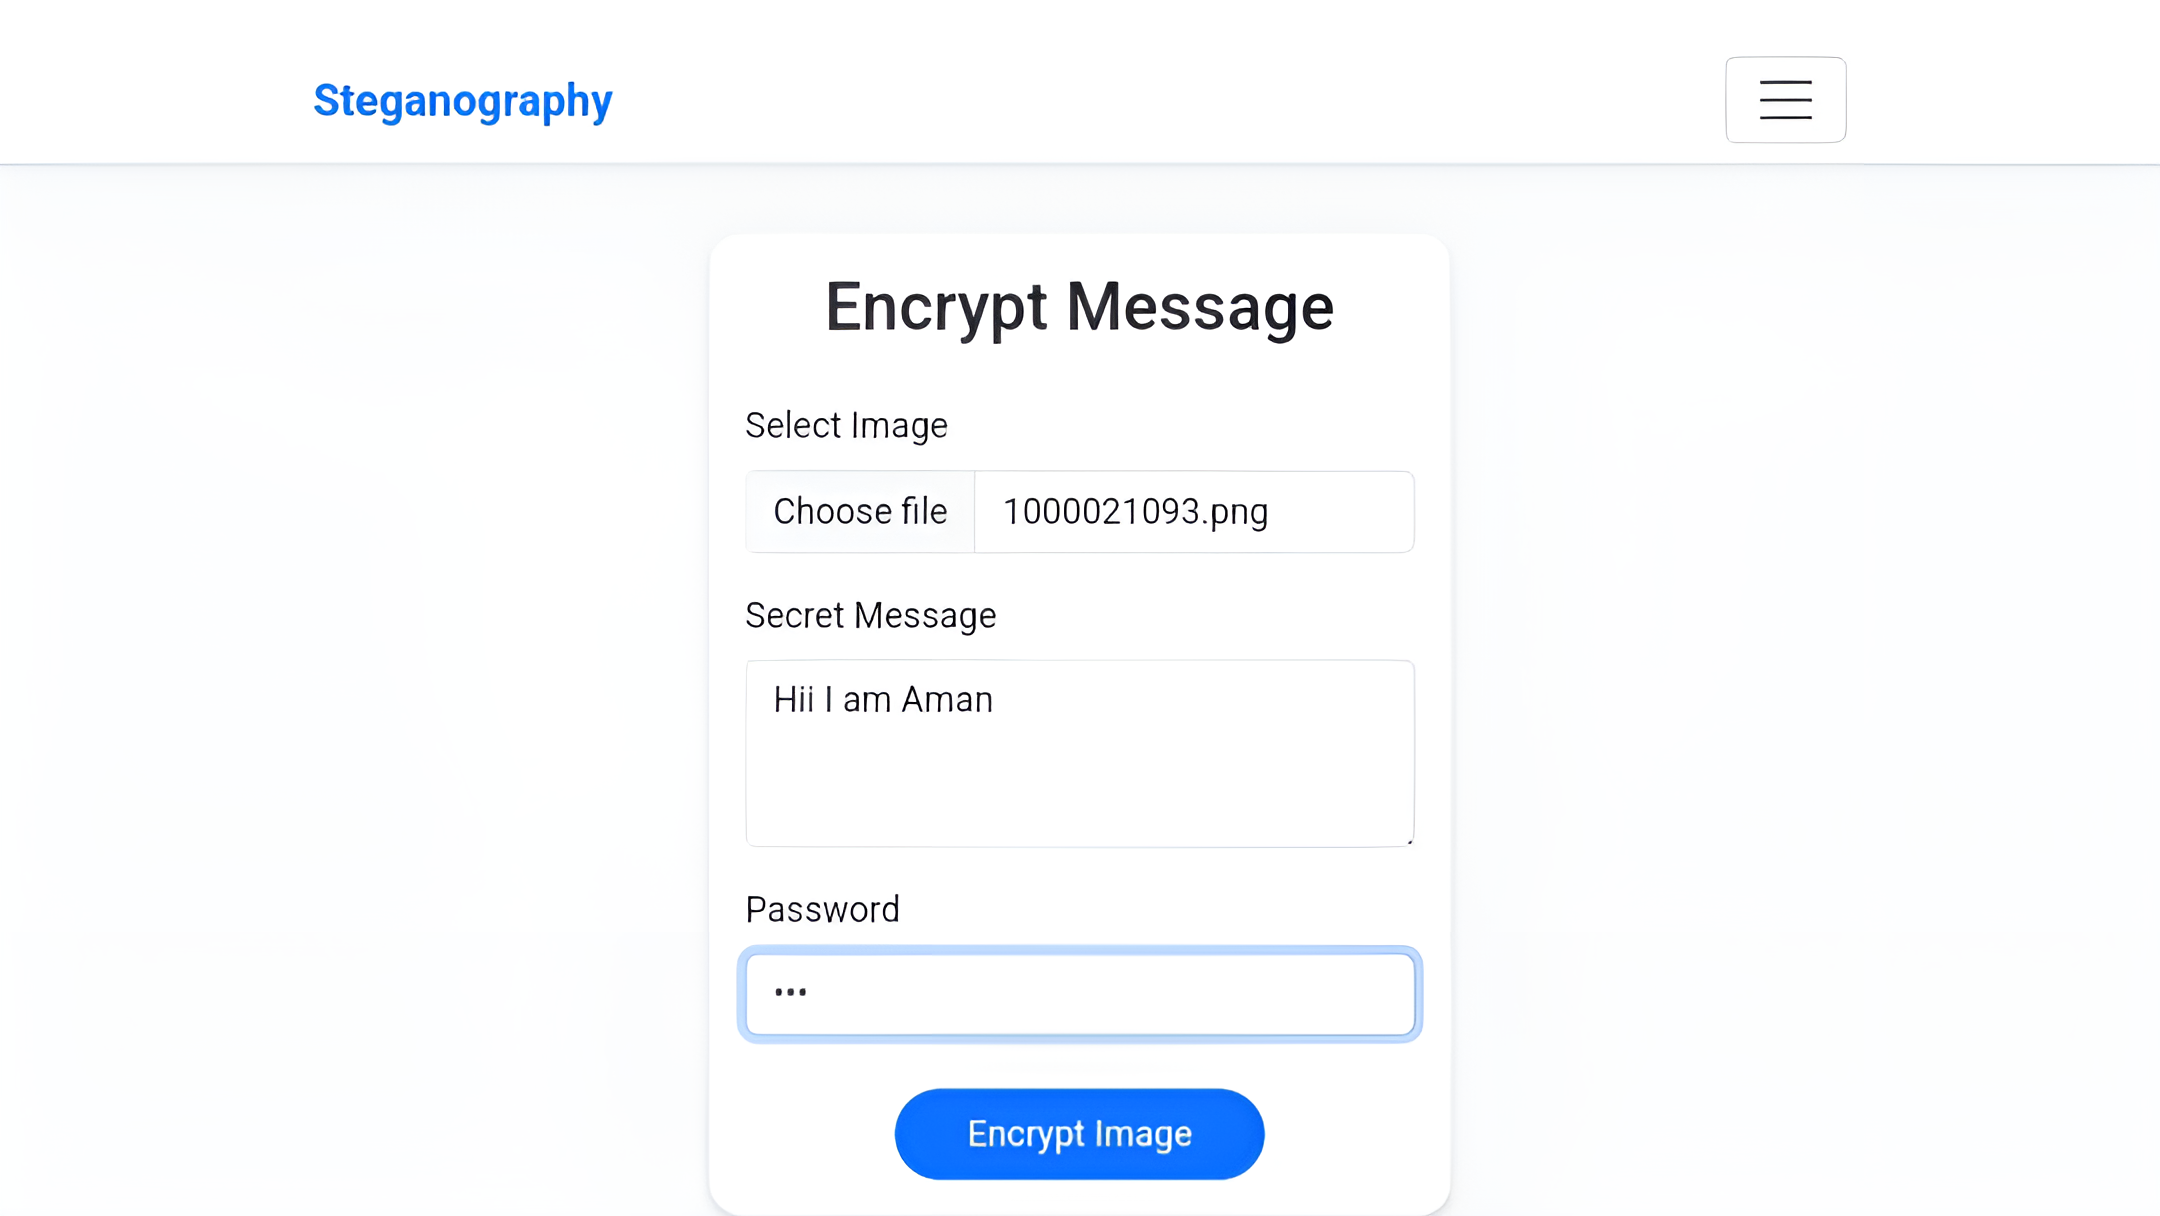 Steganography
Encrypt Message
Select Image
Choose file 1000021093.png
Secret Message
Hii I am Aman
Password
•••
Encrypt Image